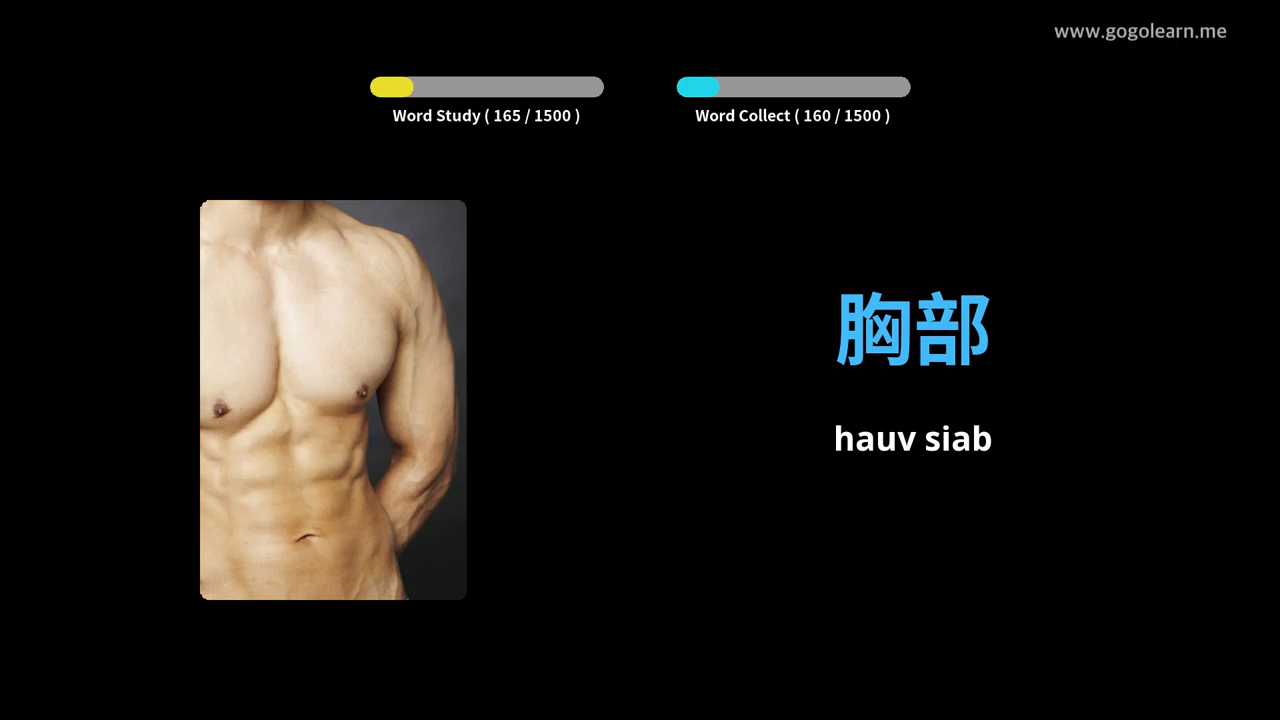 www.gogolearn.me
Word Study ( 165 / 1500 )
Word Collect ( 160 / 1500 )
胸部
hauv siab